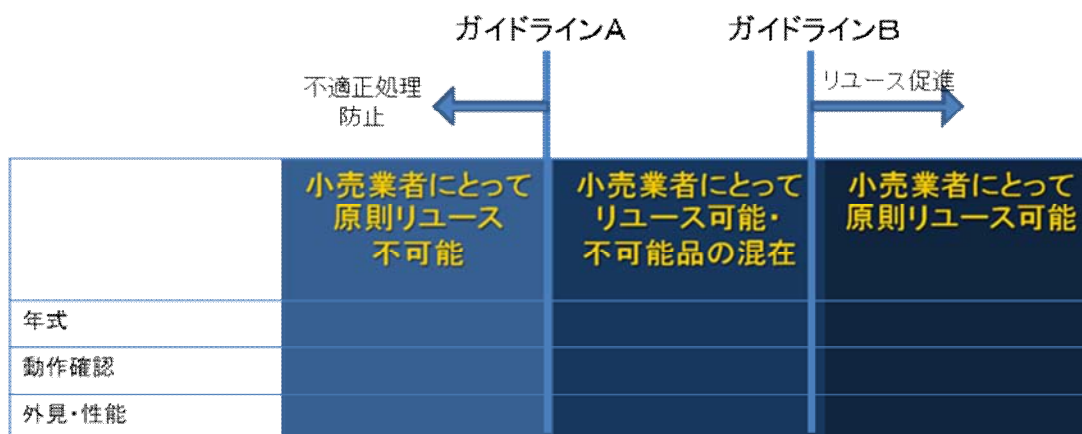 ガイドラインA
ガイドラインB
不適正処理
防止
リユース促進
小売業者にとって
原則リユース
不可能
小売業者にとって
リユース可能・
不可能品の混在
小売業者にとって
原則リユース可能
年式
動作確認
外見・性能